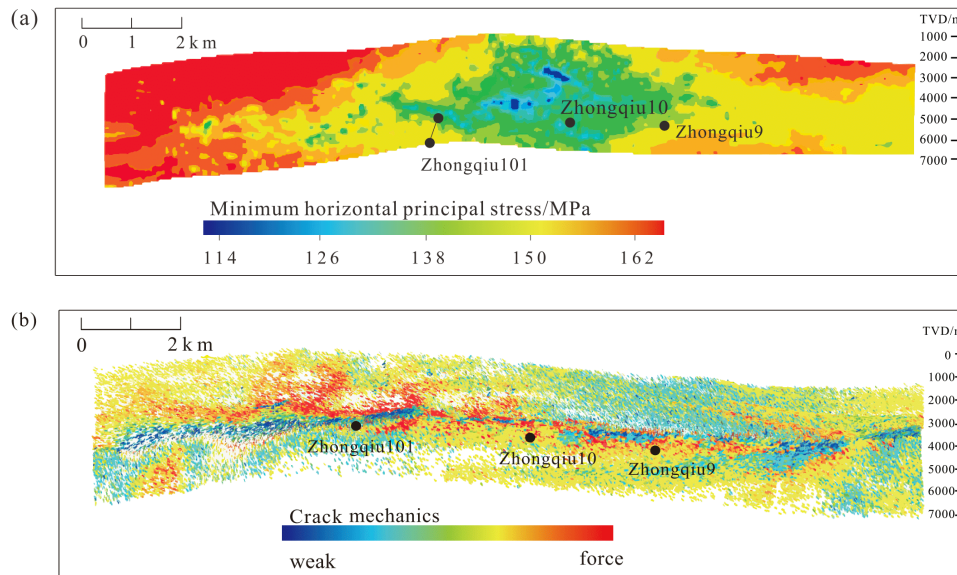 (a)
0 1 2 km
TVD/m
1000
2000
3000
4000
5000
6000
7000
Zhongqiu10
Zhongqiu9
Zhongqiu101
Minimum horizontal principal stress/MPa
114 126 138 150 162
(b)
0 2 km
TVD/m
0
1000
2000
3000
4000
5000
6000
7000
Zhongqiu101
Zhongqiu10
Zhongqiu9
Crack mechanics
weak force